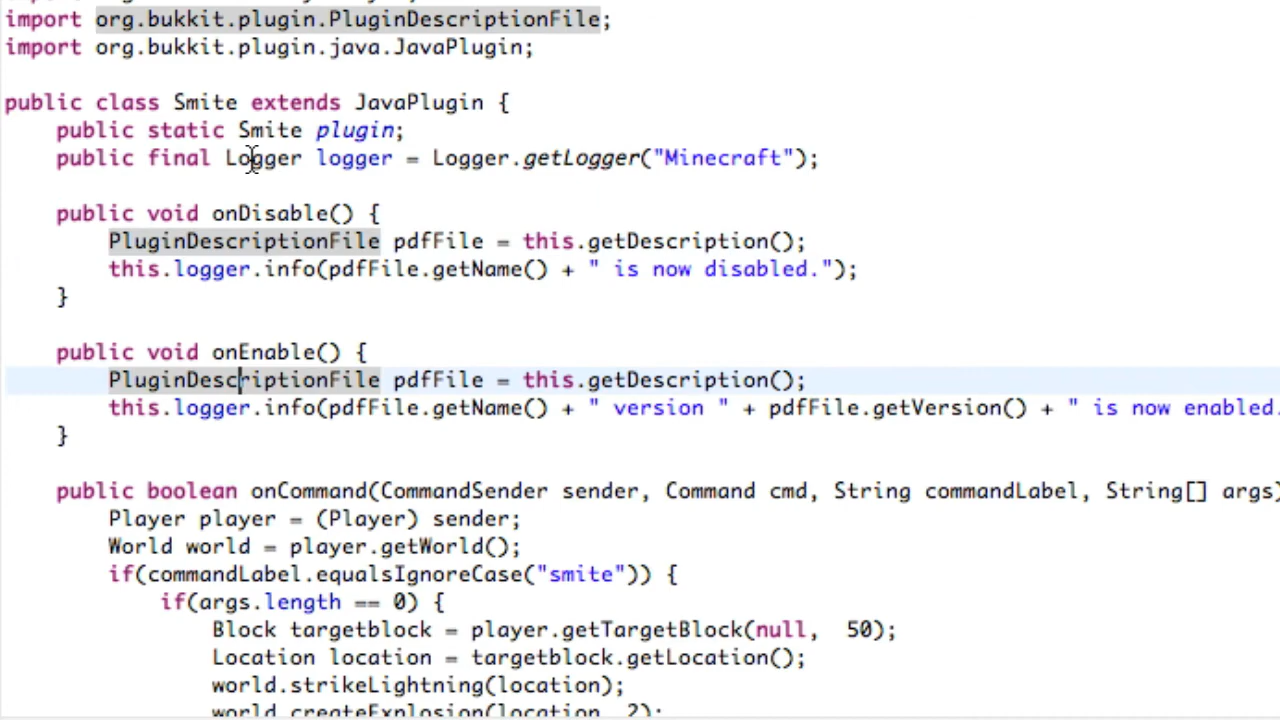 import org.bukkit.plugin.PluginDescriptionFile;
import org.bukkit.plugin.java.JavaPlugin;
public class Smite extends JavaPlugin {
public static Smite plugin;
public final Logger logger = Logger.getLogger("Minecraft");
public void onDisable() {
PluginDescriptionFile pdfFile = this.getDescription();
this.logger.info(pdfFile.getName() + " is now disabled.");
}
public void onEnable() {
PluginDescriptionFile pdfFile = this.getDescription();
this.logger.info(pdfFile.getName() + " version " + pdfFile.getVersion() + " is now enabled.
}
public boolean onCommand(CommandSender sender, Command cmd, String commandLabel, String[] args)
Player player = (Player) sender;
World world = player.getWorld();
if(commandLabel.equalsIgnoreCase("smite")) {
if(args.length == 0) {
Block targetblock = player.getTargetBlock(null, 50);
Location location = targetblock.getLocation();
world.strikeLightning(location);
world.createExplosion(location, 2);